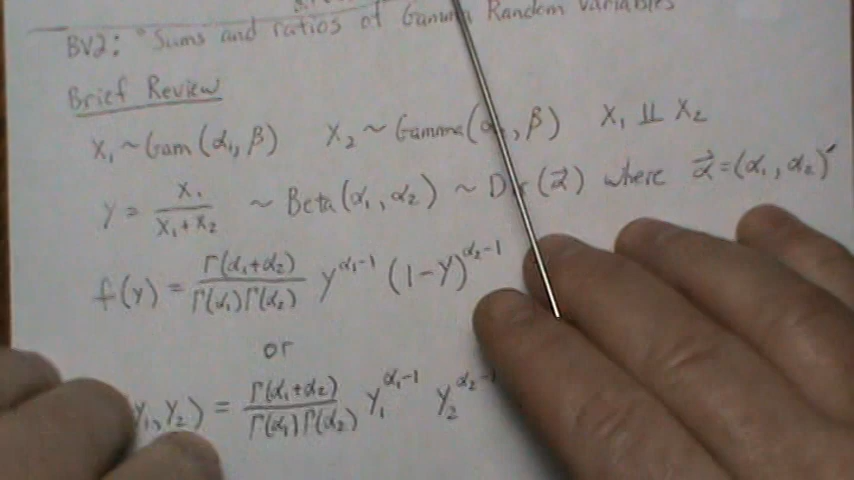 BV2: "Sums and ratios of Gamma Random Variables
Brief Review
X₁ ~ Gam(α₁, β) X₂ ~ Gamma(α₂, β) X₁ ⫫ X₂
Y = X₁/(X₁+X₂) ~ Beta(α₁, α₂) ~ Dir(α⃗) where α⃗ = (α₁, α₂)'
f(y) = Γ(α₁+α₂)/(Γ(α₁)Γ(α₂)) y^(α₁-1) (1-y)^(α₂-1)
or
Y₁, Y₂) = Γ(α₁+α₂)/(Γ(α₁)Γ(α₂)) Y₁^(α₁-1) Y₂^(α₂-1)